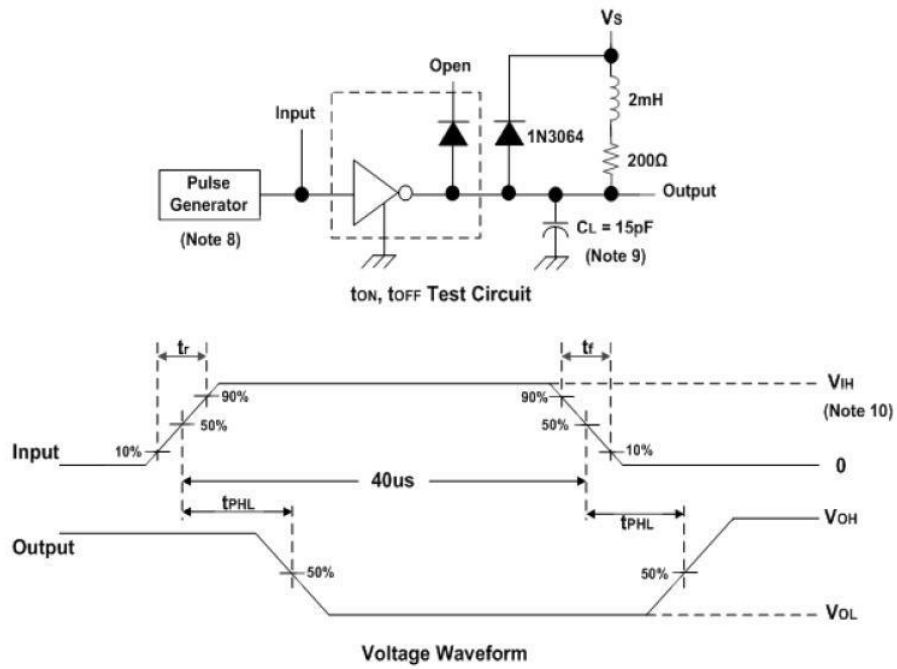 Vs
Open
2mH
Input
1N3064
200Ω
Pulse
Generator
Output
(Note 8)
CL = 15pF
(Note 9)
tON, tOFF Test Circuit
tr
tf
90%
90%
VIH
(Note 10)
50%
50%
Input
10%
10%
0
40us
tPHL
tPHL
VOH
Output
50%
50%
VOL
Voltage Waveform